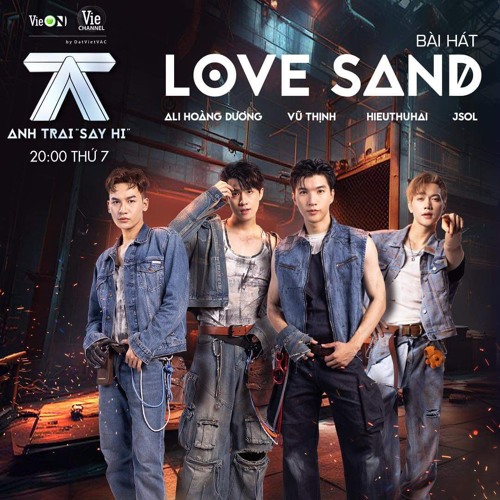 VieON
Vie
CHANNEL
by DatVietVAC
ANH TRAI "SAY HI"
20:00 THỨ 7
BÀI HÁT
LOVE SAND
ALI HOÀNG DƯƠNG VŨ THỊNH HIEUTHUHAI JSOL